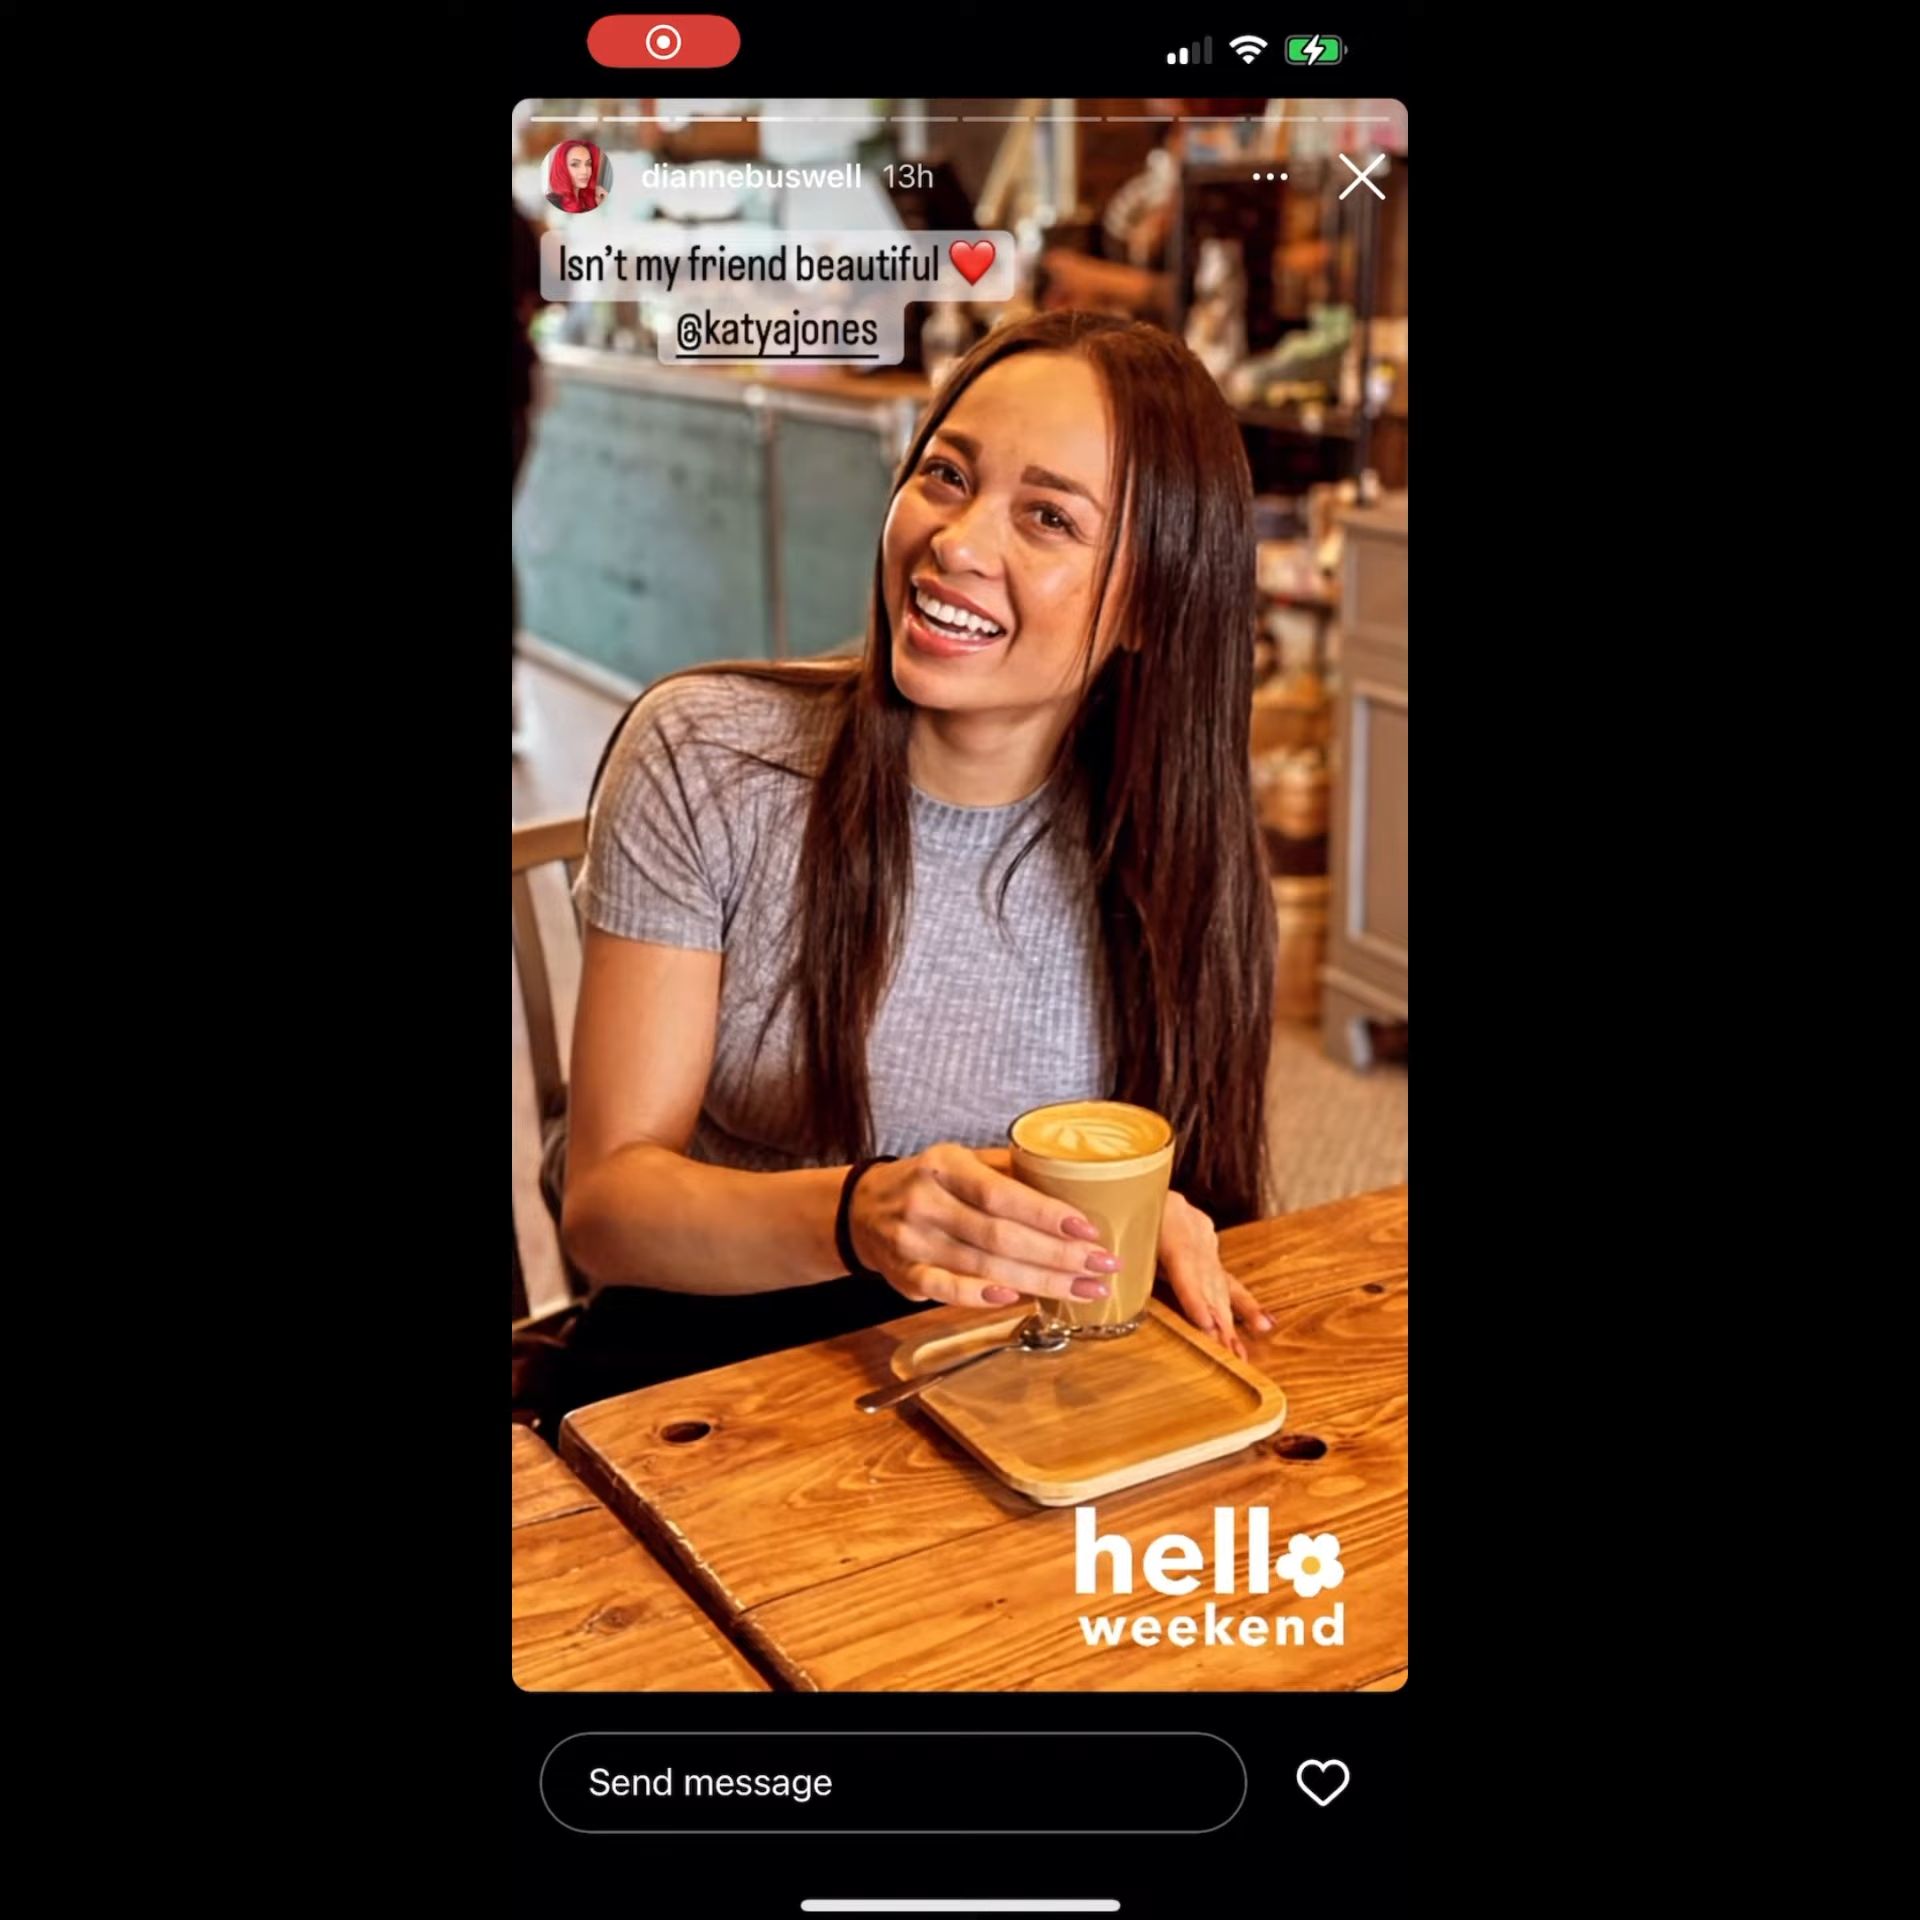 diannebuswell 13h
Isn't my friend beautiful ❤️
@katyajones
hello
weekend
Send message